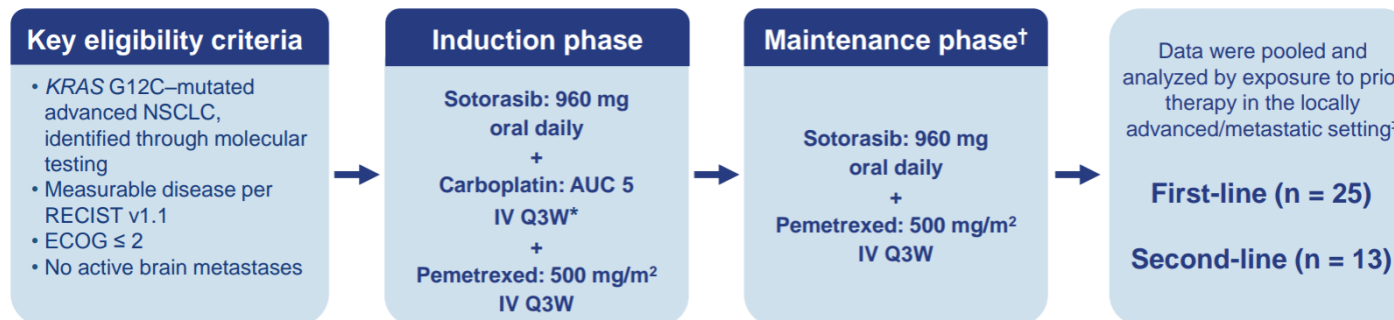 Key eligibility criteria
• KRAS G12C–mutated
advanced NSCLC,
identified through molecular
testing
• Measurable disease per
RECIST v1.1
• ECOG ≤ 2
• No active brain metastases
Induction phase
Sotorasib: 960 mg
oral daily
+
Carboplatin: AUC 5
IV Q3W*
+
Pemetrexed: 500 mg/m²
IV Q3W
Maintenance phase†
Sotorasib: 960 mg
oral daily
+
Pemetrexed: 500 mg/m²
IV Q3W
Data were pooled and
analyzed by exposure to prio
therapy in the locally
advanced/metastatic setting
First-line (n = 25)
Second-line (n = 13)